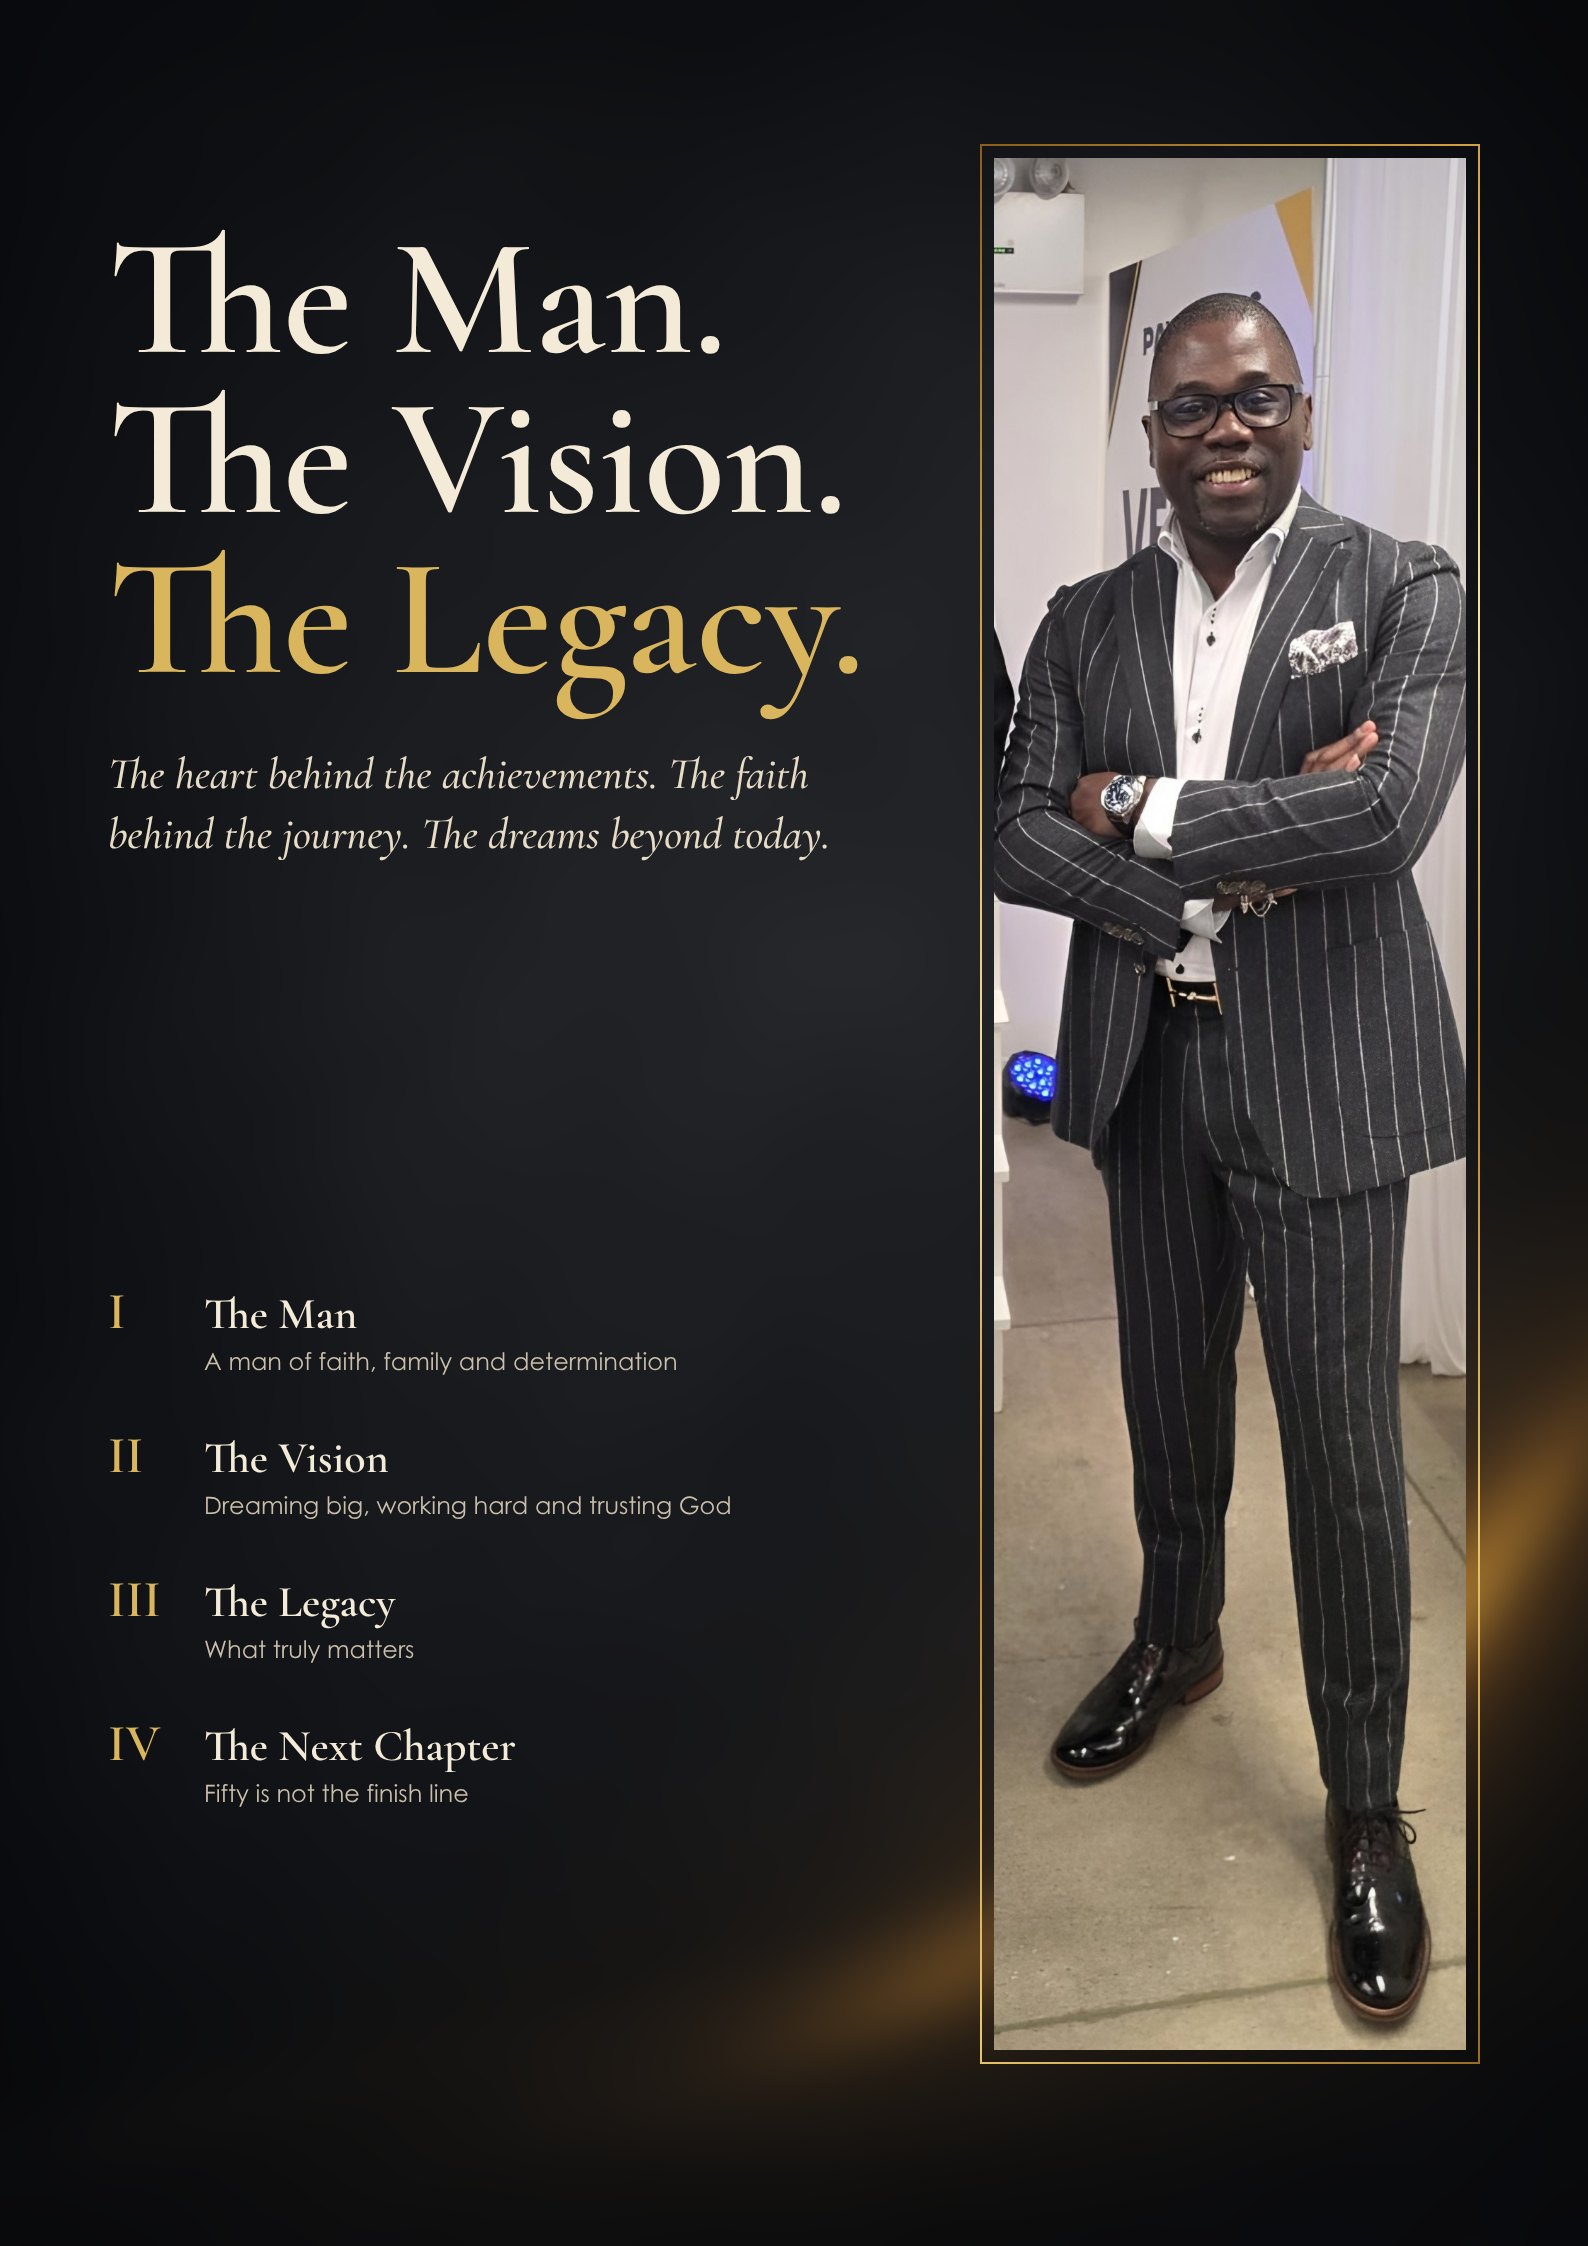 The Man.
The Vision.
The Legacy.
The heart behind the achievements. The faith
behind the journey. The dreams beyond today.
I
The Man
A man of faith, family and determination
II
The Vision
Dreaming big, working hard and trusting God
III
The Legacy
What truly matters
IV
The Next Chapter
Fifty is not the finish line